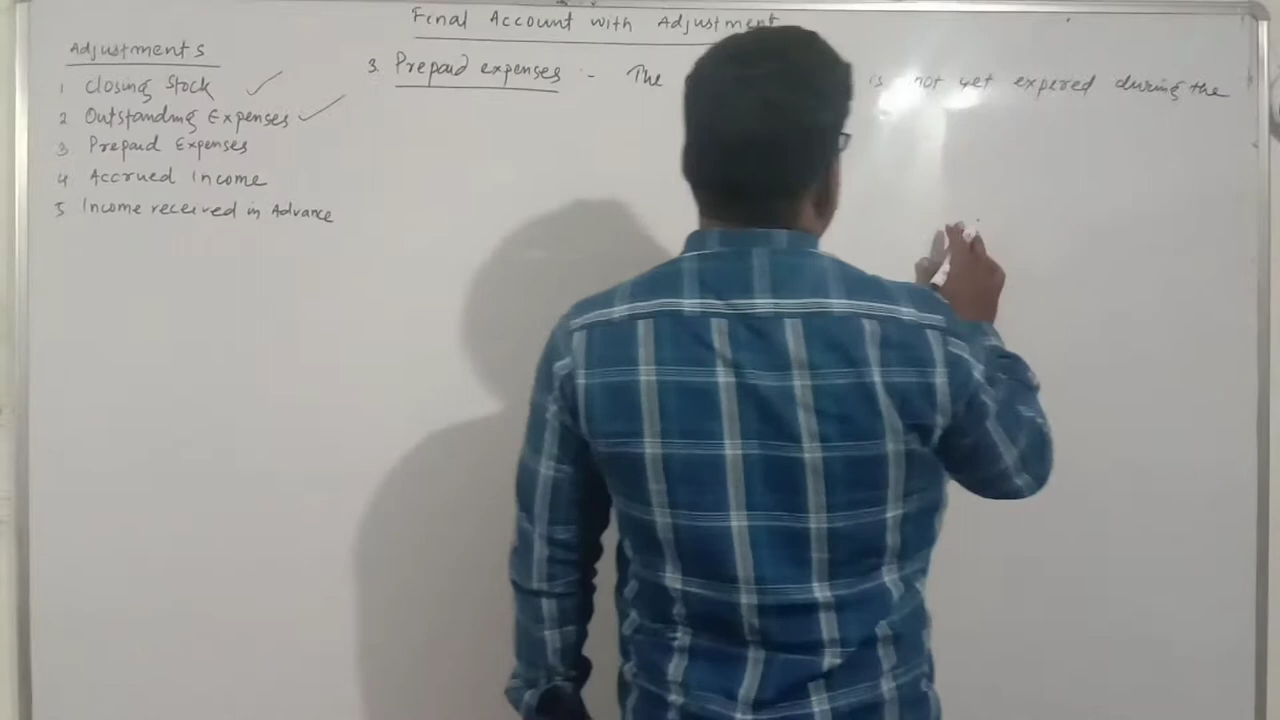 Final Account with Adjustment
Adjustments
1 Closing Stock ✓
2 Outstanding Expenses ✓
3 Prepaid Expenses
4 Accrued Income
5 Income received in Advance
3. Prepaid expenses :- The is not yet expered during the